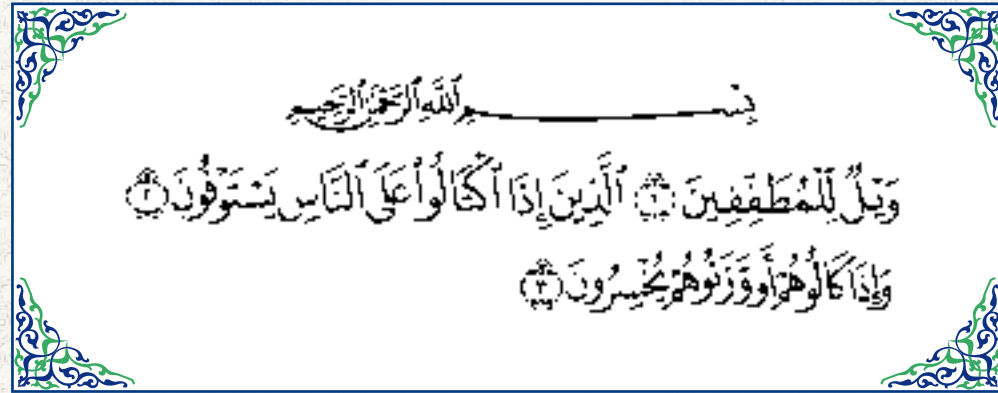 بِسْمِ ٱللَّهِ ٱلرَّحْمَٰنِ ٱلرَّحِيمِ
وَيْلٌ لِّلْمُطَفِّفِينَ ١ ٱلَّذِينَ إِذَا ٱكْتَالُوا۟ عَلَى ٱلنَّاسِ يَسْتَوْفُونَ ٢
وَإِذَا كَالُوهُمْ أَو وَّزَنُوهُمْ يُخْسِرُونَ ٣